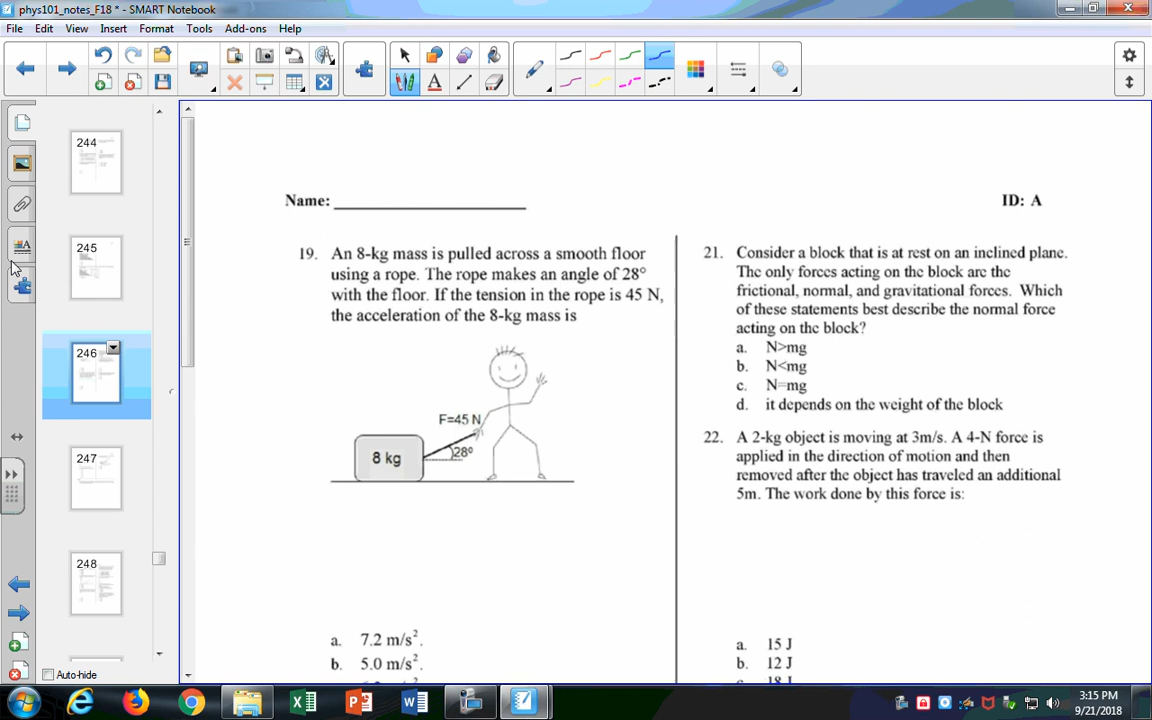 phys101_notes_F18 * - SMART Notebook
File Edit View Insert Format Tools Add-ons Help
244
245
246
247
248
Auto-hide
Name:
ID: A
19. An 8-kg mass is pulled across a smooth floor
using a rope. The rope makes an angle of 28°
with the floor. If the tension in the rope is 45 N,
the acceleration of the 8-kg mass is
F=45 N
28º
8 kg
a. 7.2 m/s².
b. 5.0 m/s².
21. Consider a block that is at rest on an inclined plane.
The only forces acting on the block are the
frictional, normal, and gravitational forces. Which
of these statements best describe the normal force
acting on the block?
a. N>mg
b. N<mg
c. N=mg
d. it depends on the weight of the block
22. A 2-kg object is moving at 3m/s. A 4-N force is
applied in the direction of motion and then
removed after the object has traveled an additional
5m. The work done by this force is:
a. 15 J
b. 12 J
c. 18 J
3:15 PM
9/21/2018